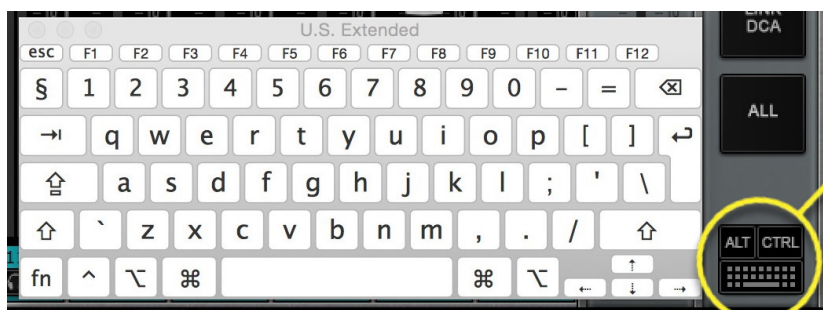 U.S. Extended
LINK
DCA
esc F1 F2 F3 F4 F5 F6 F7 F8 F9 F10 F11 F12
§ 1 2 3 4 5 6 7 8 9 0 - = ⌫
ALL
⇥ q w e r t y u i o p [ ] ↩
⇪ a s d f g h j k l ; ' \
⇧ ` z x c v b n m , . / ⇧
ALT CTRL
fn ^ ⌥ ⌘ ⌘ ⌥ ⇠ ⇡ ⇣ ⇢